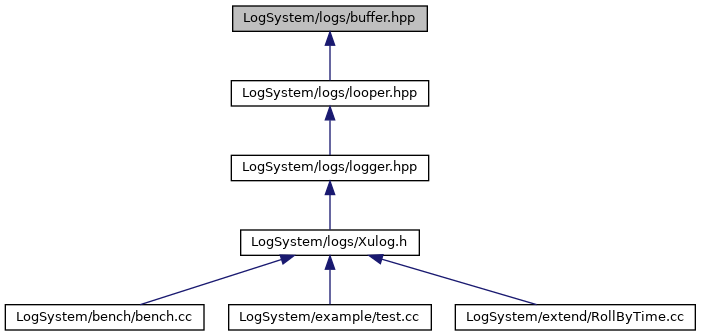 LogSystem/logs/buffer.hpp
LogSystem/logs/looper.hpp
LogSystem/logs/logger.hpp
LogSystem/logs/Xulog.h
LogSystem/bench/bench.cc
LogSystem/example/test.cc
LogSystem/extend/RollByTime.cc